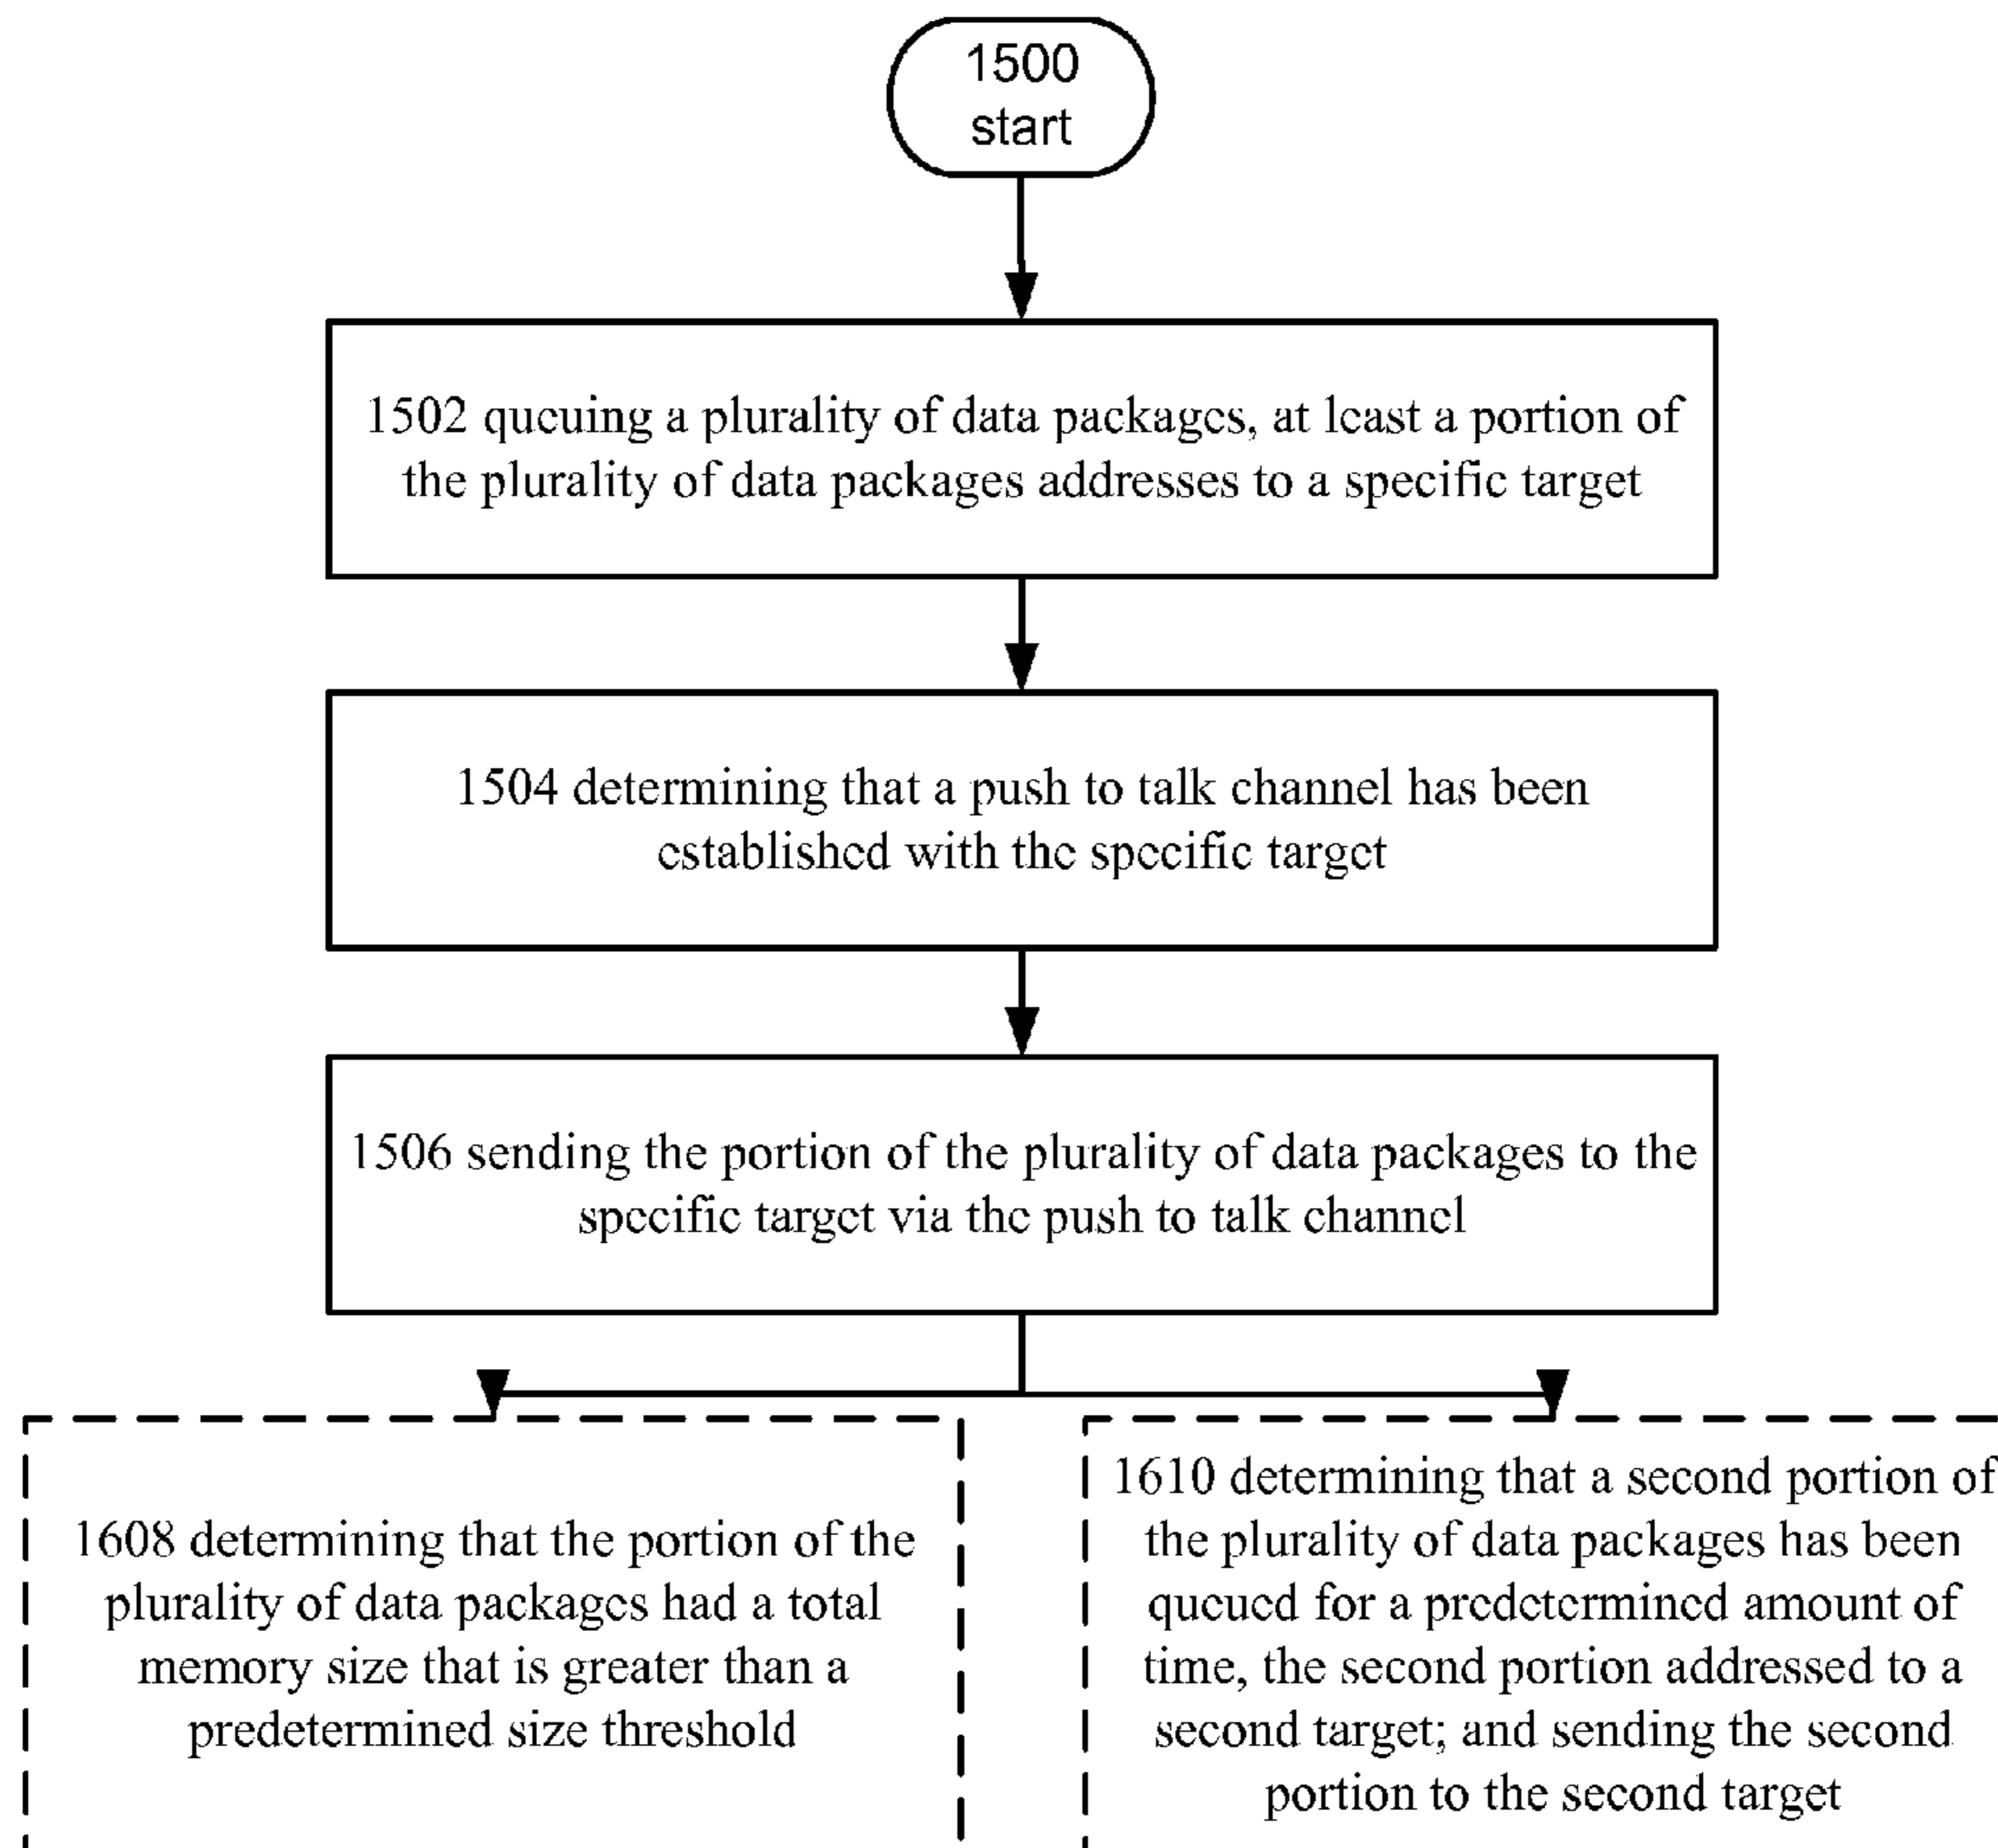 1500
start
1502 queuing a plurality of data packages, at least a portion of
the plurality of data packages addresses to a specific target
1504 determining that a push to talk channel has been
established with the specific target
1506 sending the portion of the plurality of data packages to the
specific target via the push to talk channel
1608 determining that the portion of the
plurality of data packages had a total
memory size that is greater than a
predetermined size threshold
1610 determining that a second portion of
the plurality of data packages has been
queued for a predetermined amount of
time, the second portion addressed to a
second target; and sending the second
portion to the second target